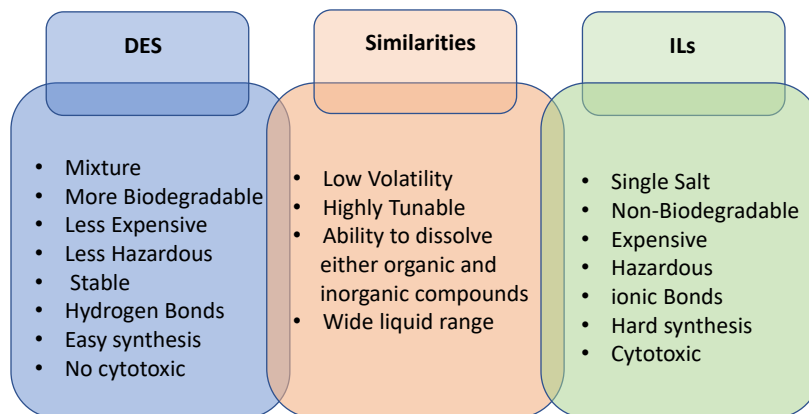 DES
• Mixture
• More Biodegradable
• Less Expensive
• Less Hazardous
• Stable
• Hydrogen Bonds
• Easy synthesis
• No cytotoxic
Similarities
• Low Volatility
• Highly Tunable
• Ability to dissolve
either organic and
inorganic compounds
• Wide liquid range
ILs
• Single Salt
• Non-Biodegradable
• Expensive
• Hazardous
• ionic Bonds
• Hard synthesis
• Cytotoxic